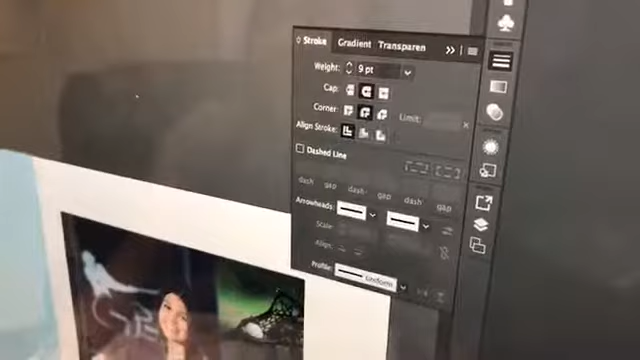 Stroke Gradient Transparen
Weight: 9 pt
Cap:
Corner: Limit: x
Align Stroke:
Dashed Line
dash gap dash gap dash gap
Arrowheads:
Scale:
Align:
Profile: Uniform